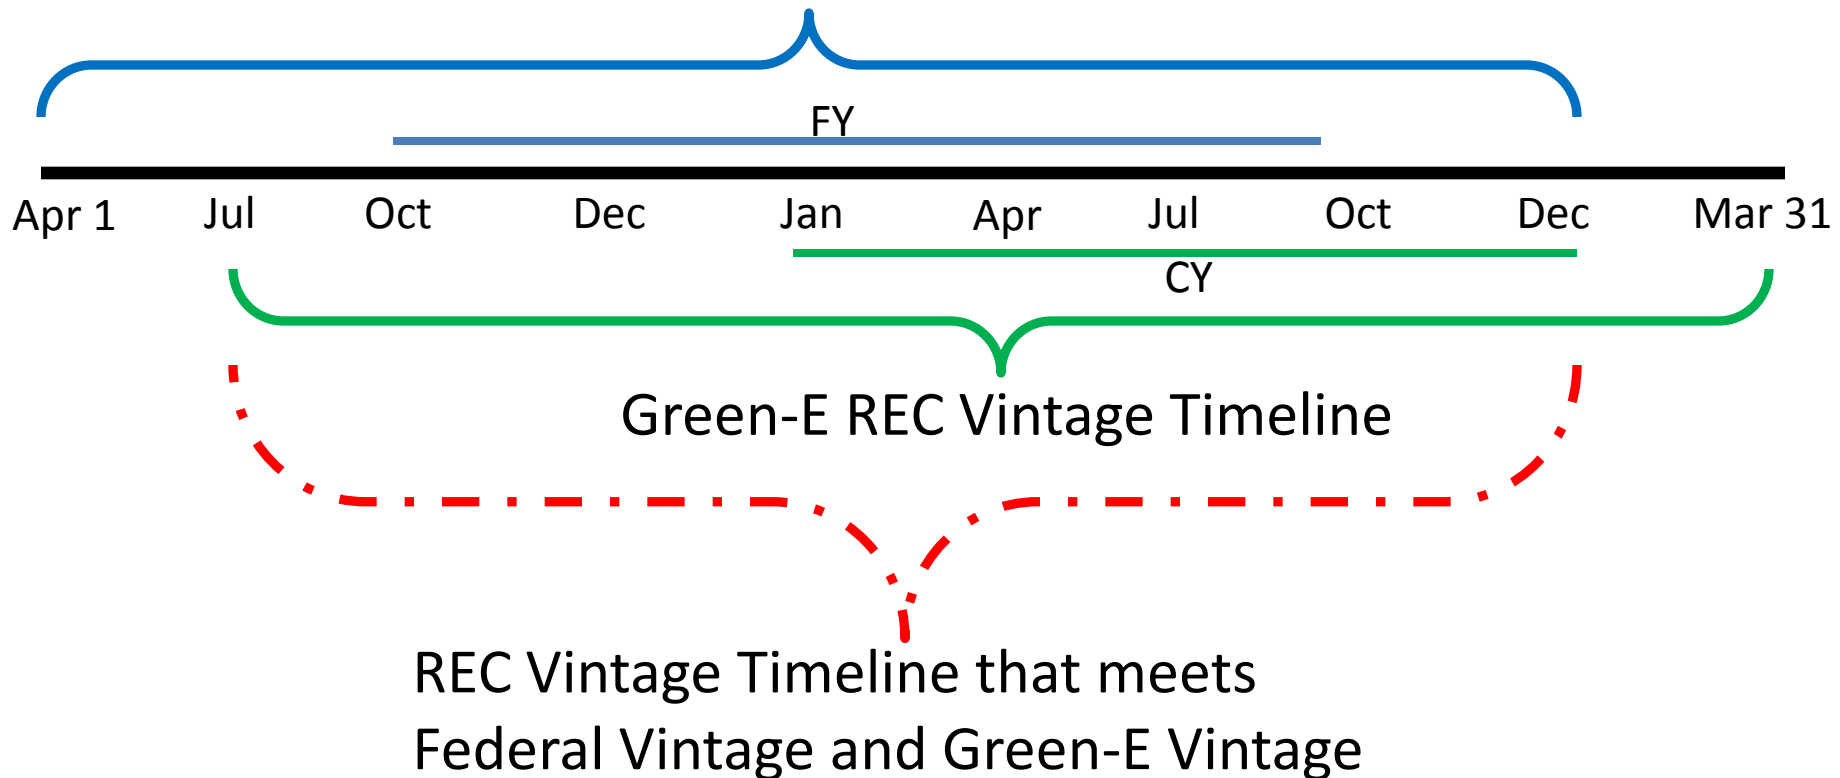 FY
Apr 1 Jul Oct Dec Jan Apr Jul Oct Dec Mar 31
CY
Green-E REC Vintage Timeline
REC Vintage Timeline that meets
Federal Vintage and Green-E Vintage